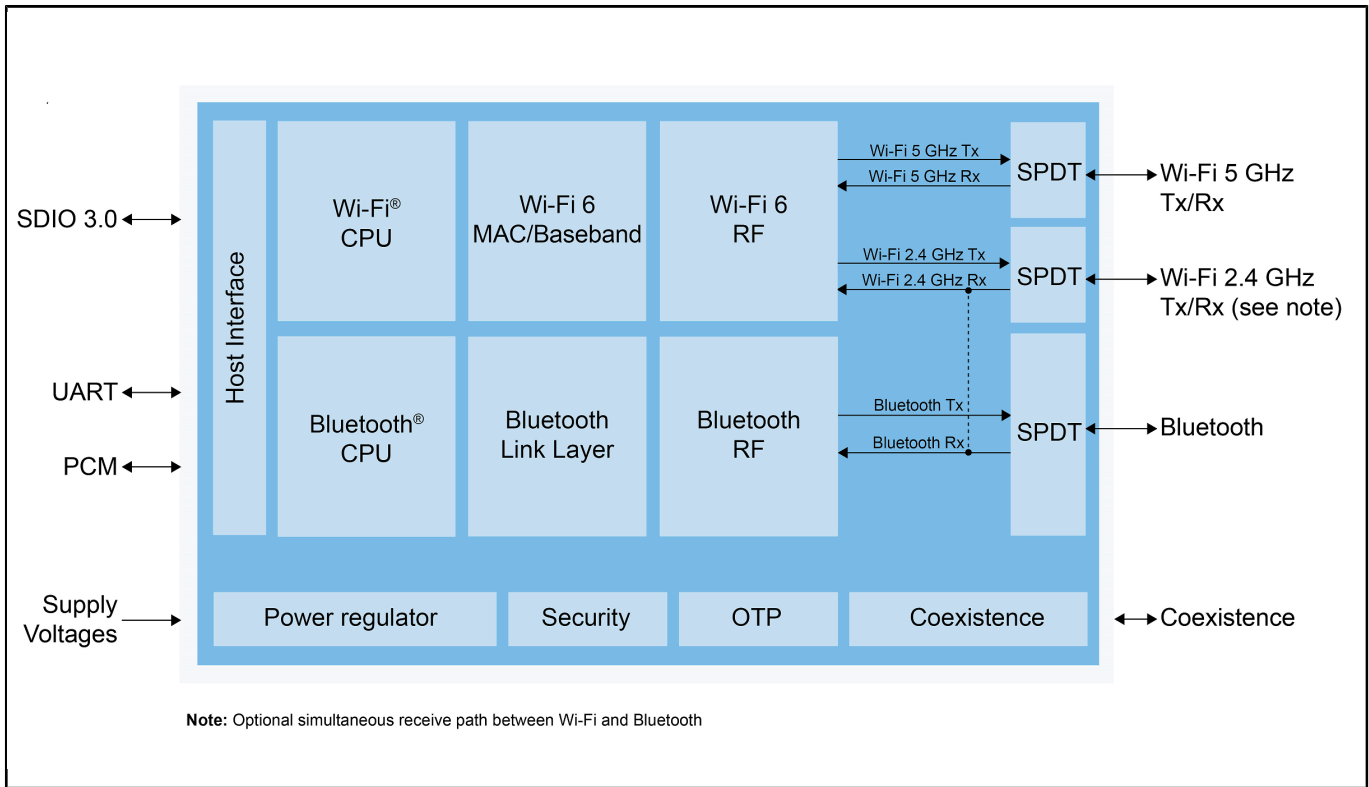 SDIO 3.0
UART
PCM
Supply
Voltages
Host Interface
Wi-Fi®
CPU
Wi-Fi 6
MAC/Baseband
Wi-Fi 6
RF
Bluetooth®
CPU
Bluetooth
Link Layer
Bluetooth
RF
Wi-Fi 5 GHz Tx
Wi-Fi 5 GHz Rx
Wi-Fi 2.4 GHz Tx
Wi-Fi 2.4 GHz Rx
Bluetooth Tx
Bluetooth Rx
SPDT
SPDT
SPDT
Wi-Fi 5 GHz
Tx/Rx
Wi-Fi 2.4 GHz
Tx/Rx (see note)
Bluetooth
Power regulator
Security
OTP
Coexistence
Coexistence
Note: Optional simultaneous receive path between Wi-Fi and Bluetooth